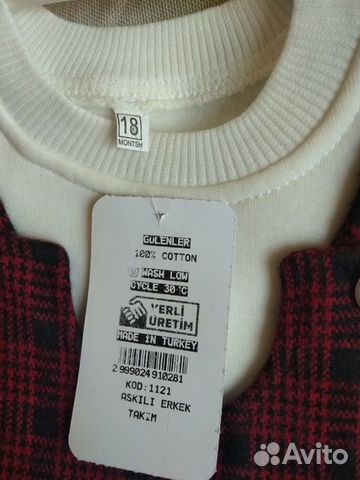 18
MONTSH
GULENLER
100% COTTON
WASH LOW
CYCLE 30°C
YERLİ
ÜRETİM
MADE IN TURKEY
2 999024 910281
KOD:1121
ASKILI ERKEK
TAKIM
Avito